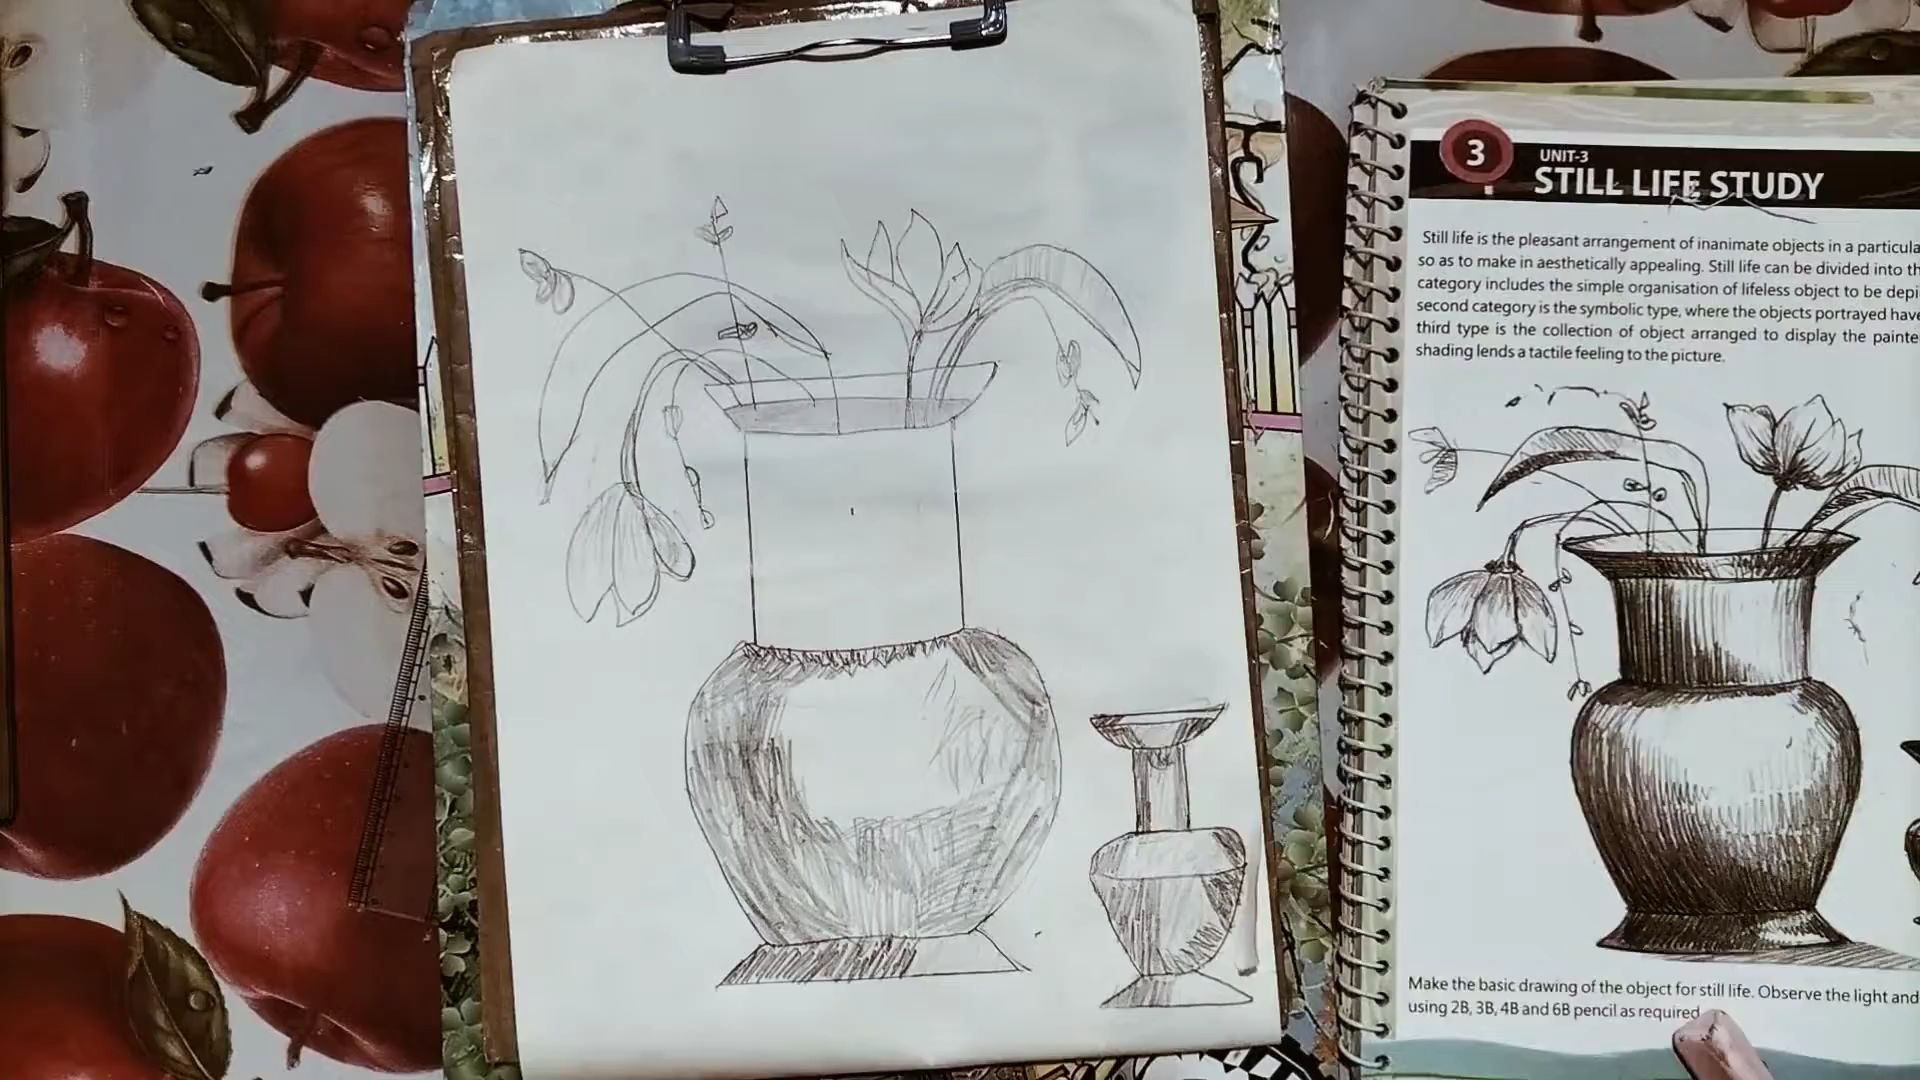 3
UNIT-3
STILL LIFE STUDY
Still life is the pleasant arrangement of inanimate objects in a particula
so as to make in aesthetically appealing. Still life can be divided into th
category includes the simple organisation of lifeless object to be depi
second category is the symbolic type, where the objects portrayed have
third type is the collection of object arranged to display the painte
shading lends a tactile feeling to the picture.
Make the basic drawing of the object for still life. Observe the light and
using 2B, 3B, 4B and 6B pencil as required